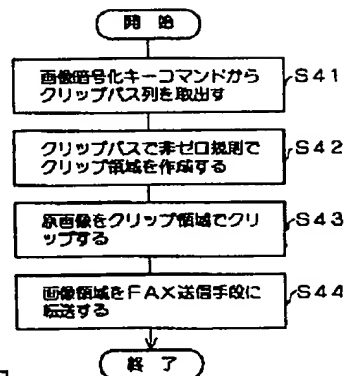 開 始
画像暗号化キーコマンドから
クリップパス列を取出す
S41
クリップパスで非ゼロ規則で
クリップ領域を作成する
S42
原画像をクリップ領域でクリ
ップする
S43
画像領域をFAX送信手段に
転送する
S44
終 了